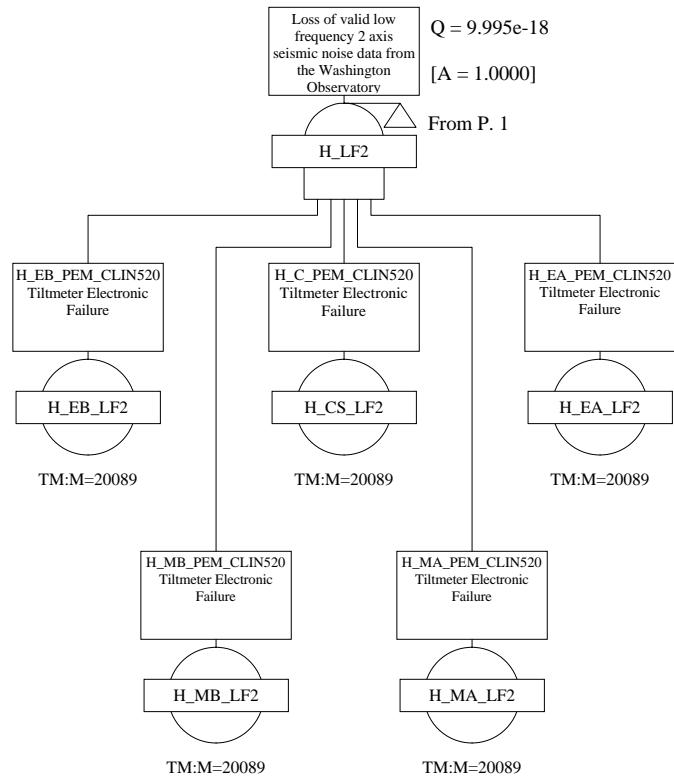 Loss of valid low
frequency 2 axis
seismic noise data from
the Washington
Observatory
Q = 9.995e-18
[A = 1.0000]
From P. 1
H_LF2
H_EB_PEM_CLIN520
Tiltmeter Electronic
Failure
H_EB_LF2
TM:M=20089
H_C_PEM_CLIN520
Tiltmeter Electronic
Failure
H_CS_LF2
TM:M=20089
H_EA_PEM_CLIN520
Tiltmeter Electronic
Failure
H_EA_LF2
TM:M=20089
H_MB_PEM_CLIN520
Tiltmeter Electronic
Failure
H_MB_LF2
TM:M=20089
H_MA_PEM_CLIN520
Tiltmeter Electronic
Failure
H_MA_LF2
TM:M=20089